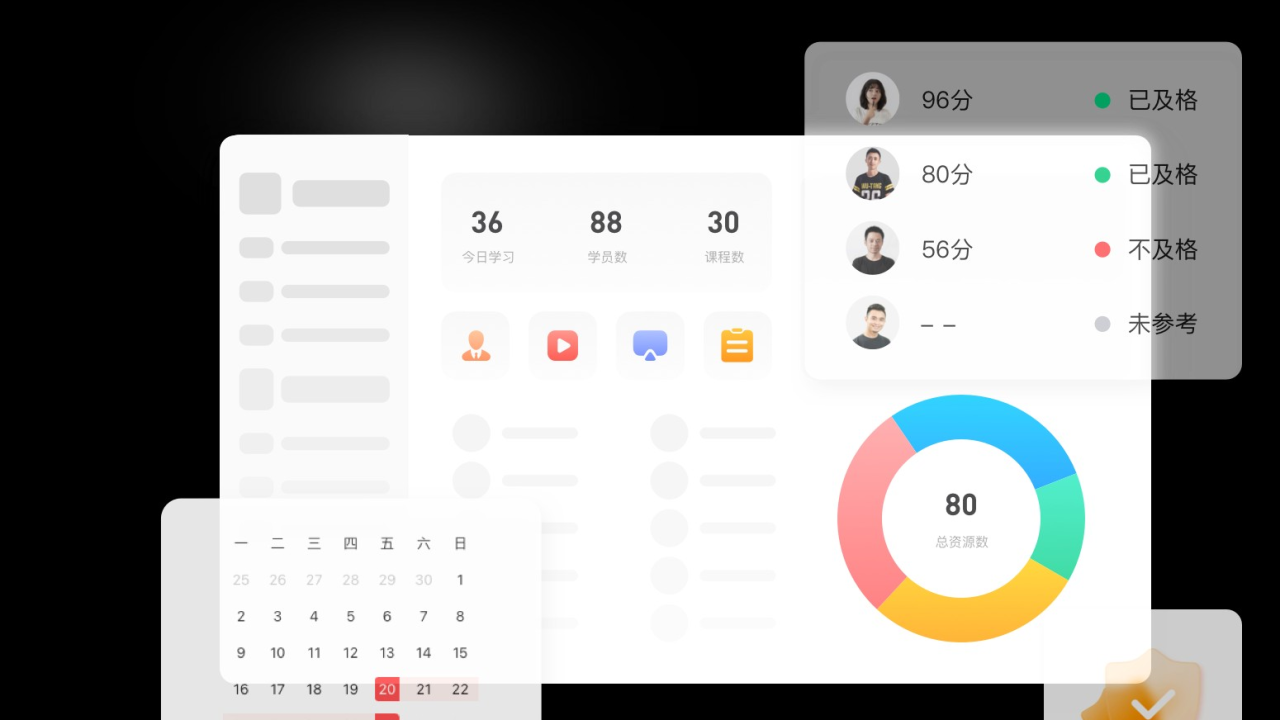 96分 已及格
80分 已及格
56分 不及格
– – 未参考
36 88 30
今日学习 学员数 课程数
80
总资源数
一 二 三 四 五 六 日
25 26 27 28 29 30 1
2 3 4 5 6 7 8
9 10 11 12 13 14 15
16 17 18 19 20 21 22